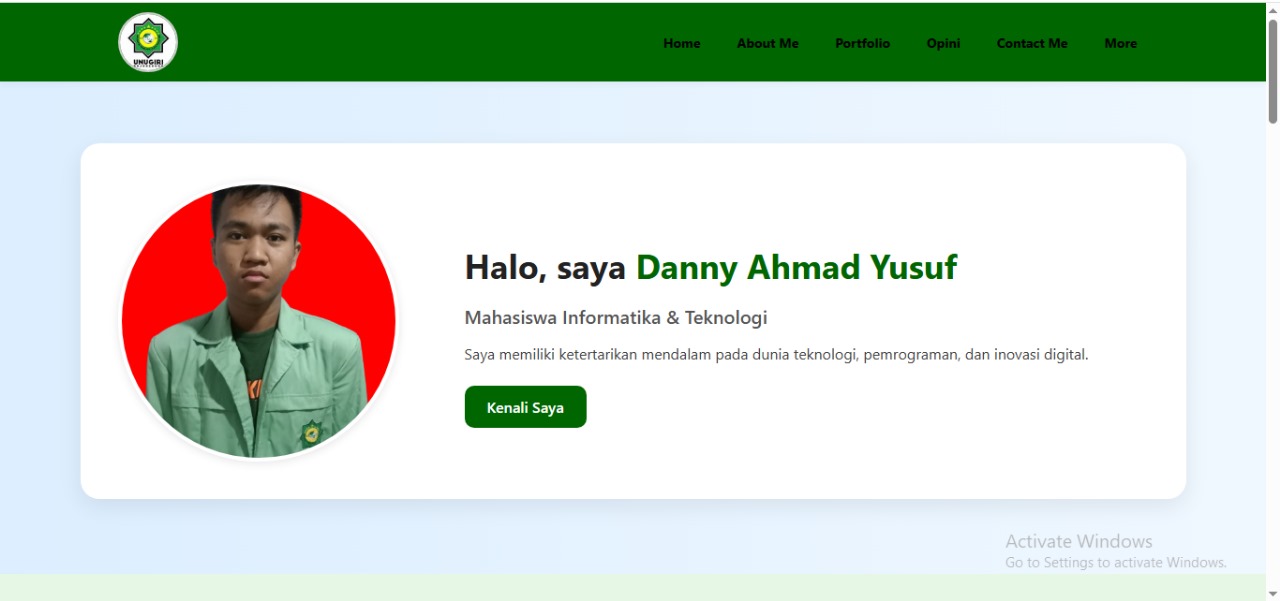 UNUGIRI
Home About Me Portfolio Opini Contact Me More
Halo, saya Danny Ahmad Yusuf
Mahasiswa Informatika & Teknologi
Saya memiliki ketertarikan mendalam pada dunia teknologi, pemrograman, dan inovasi digital.
Kenali Saya
Activate Windows
Go to Settings to activate Windows.